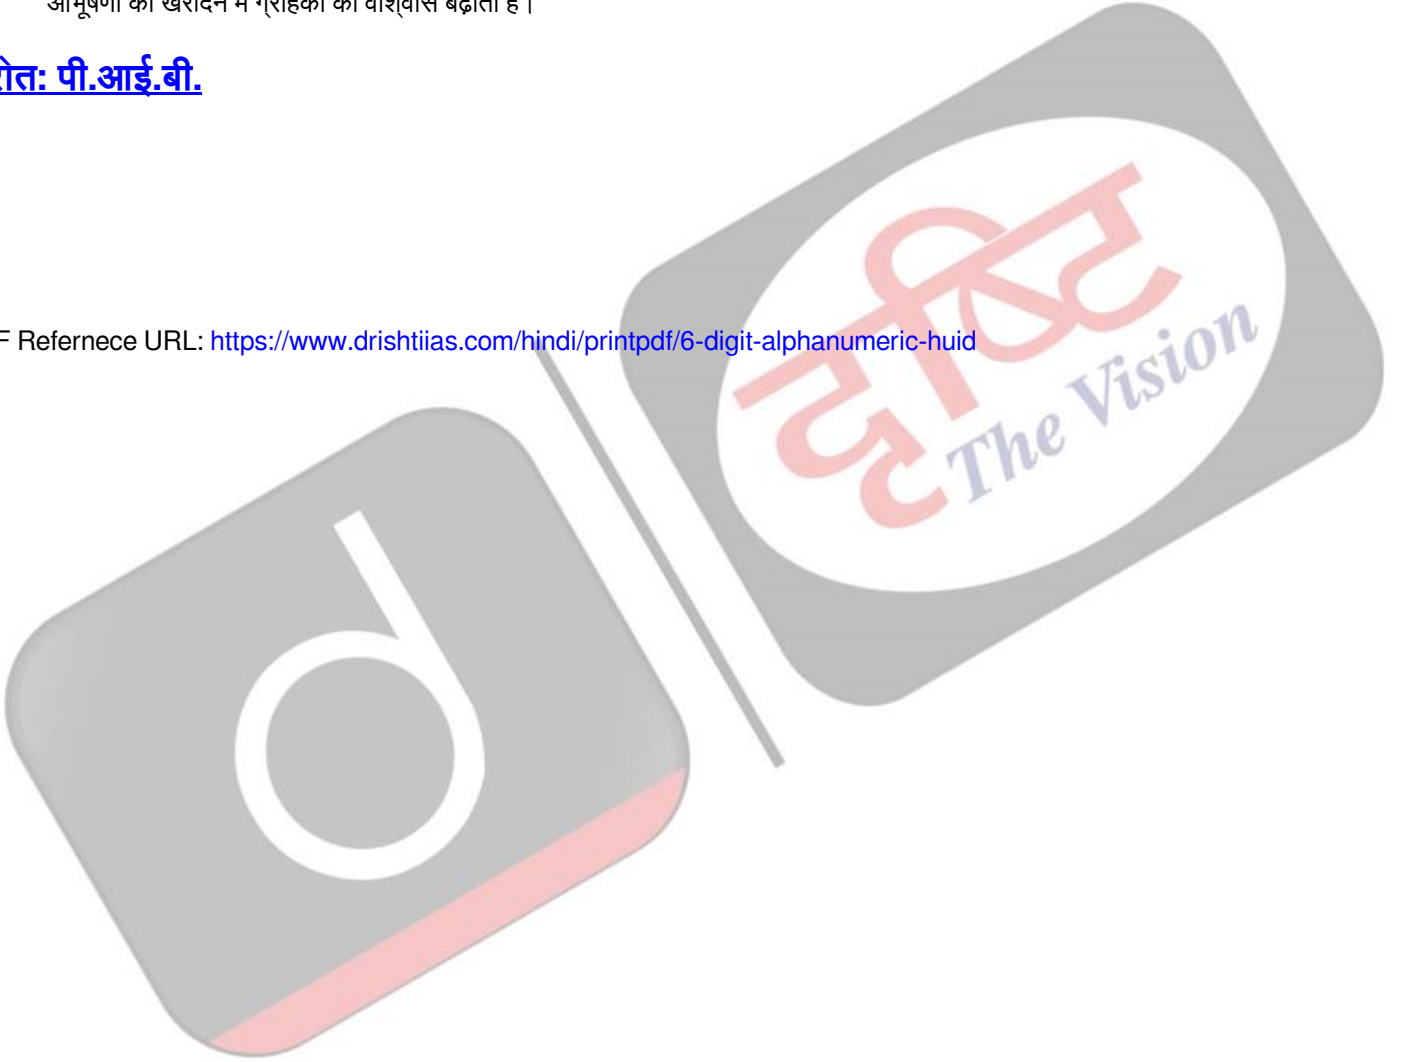 आभूषणों को खरीदने में ग्राहकों का विश्वास बढ़ाता है।
रोत: पी.आई.बी.
F Refernece URL: https://www.drishtiias.com/hindi/printpdf/6-digit-alphanumeric-huid
दृष्टि
The Vision
d